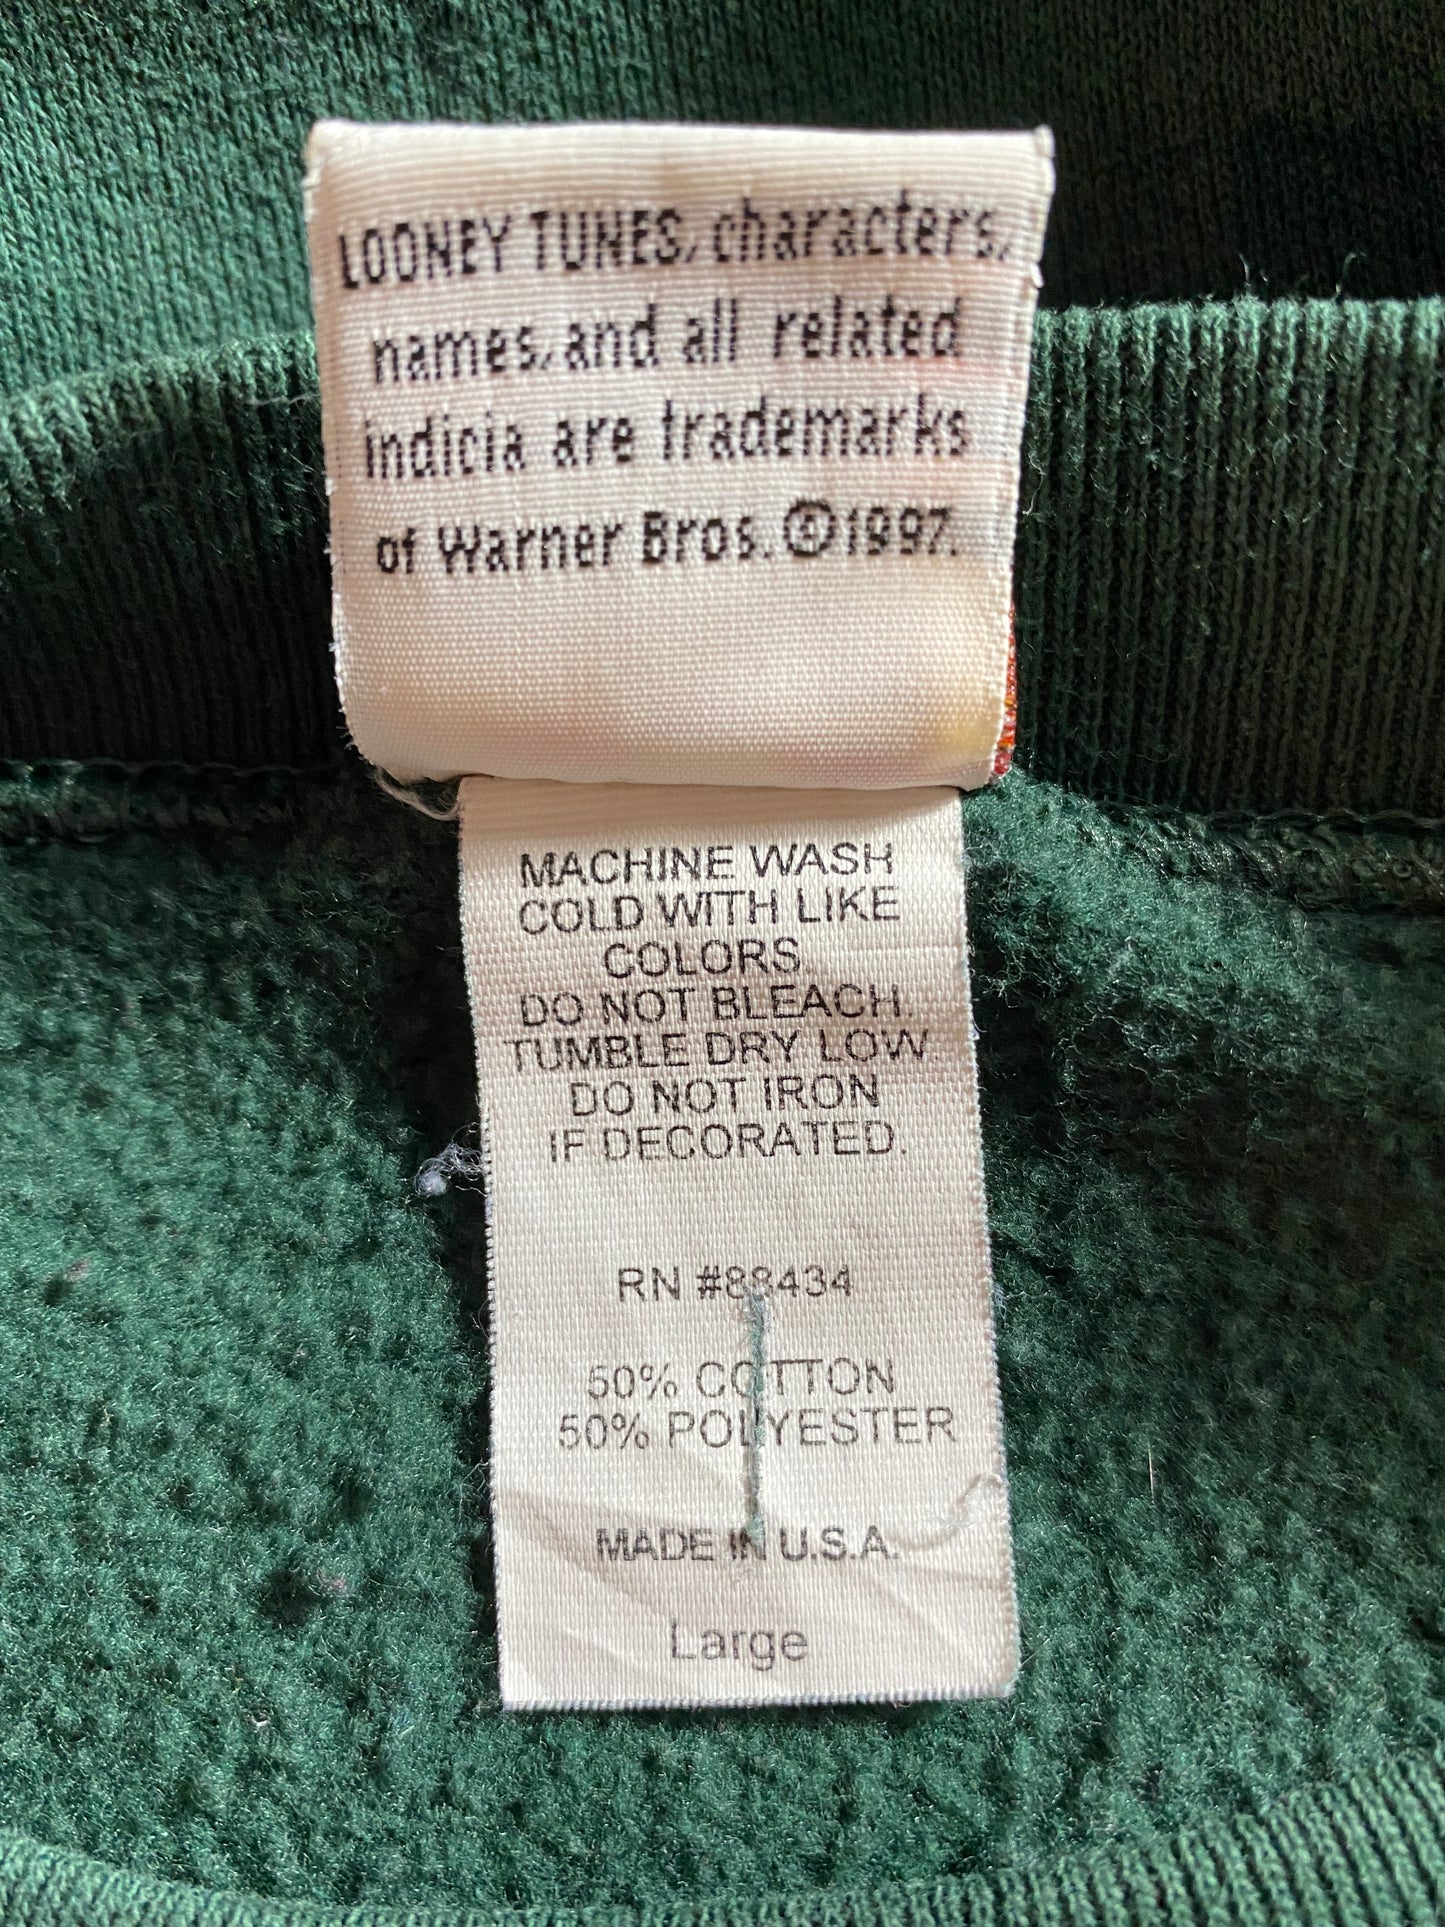 LOONEY TUNES, characters,
names, and all related
indicia are trademarks
of Warner Bros. ©1997.
MACHINE WASH
COLD WITH LIKE
COLORS
DO NOT BLEACH.
TUMBLE DRY LOW
DO NOT IRON
IF DECORATED.
RN #88434
50% COTTON
50% POLYESTER
MADE IN U.S.A.
Large